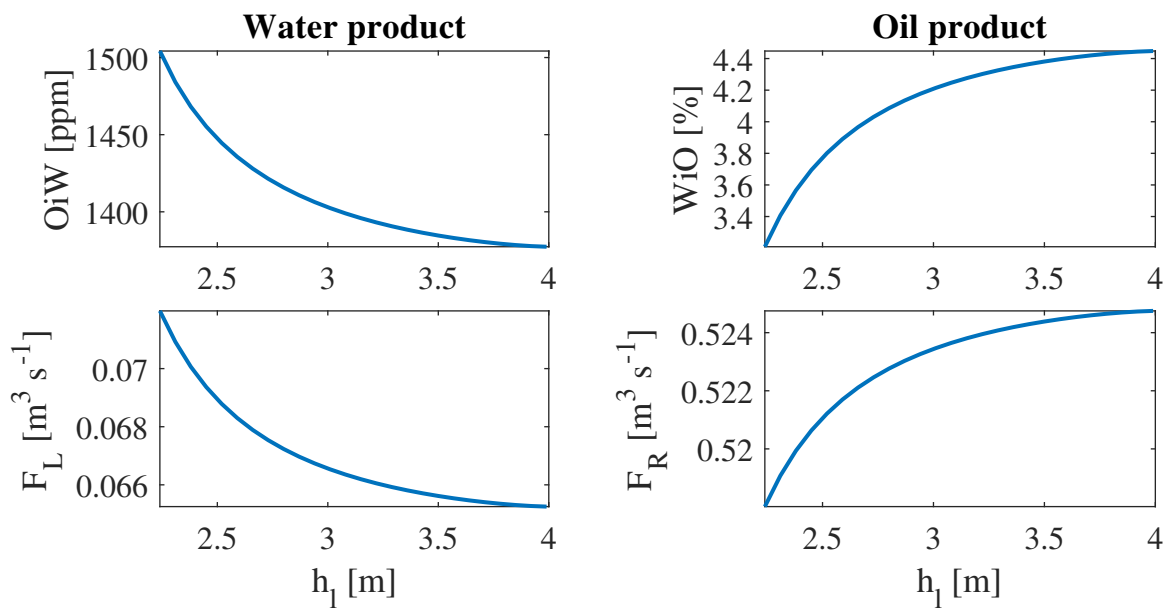 Water product
OiW [ppm]
1500
1450
1400
2.5 3 3.5 4
Oil product
WiO [%]
4.4
4.2
4
3.8
3.6
3.4
2.5 3 3.5 4
F_L [m^3 s^-1]
0.07
0.068
0.066
2.5 3 3.5 4
h_l [m]
F_R [m^3 s^-1]
0.524
0.522
0.52
2.5 3 3.5 4
h_l [m]